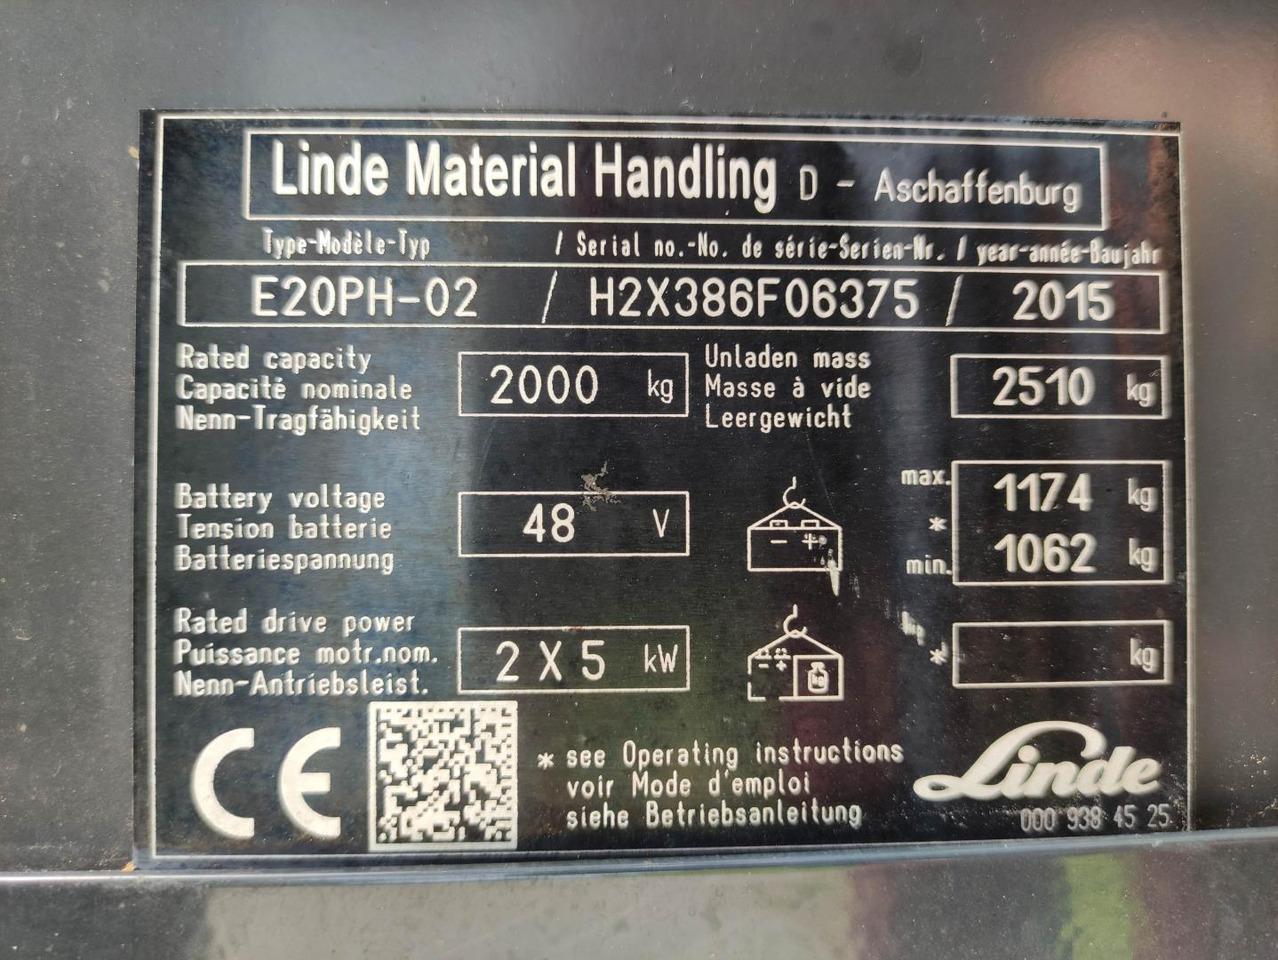 Linde Material Handling D - Aschaffenburg
Type-Modèle-Typ / Serial no.-No. de série-Serien-Nr. / year-année-Baujahr
E20PH-02 / H2X386F06375 / 2015
Rated capacity
Capacité nominale
Nenn-Tragfähigkeit
2000 kg
Unladen mass
Masse à vide
Leergewicht
2510 kg
Battery voltage
Tension batterie
Batteriespannung
48 V
max. 1174 kg
*
min. 1062 kg
Rated drive power
Puissance motr.nom.
Nenn-Antriebsleist.
2 X 5 kW
kg
* kg
CE
* see Operating instructions
voir Mode d'emploi
siehe Betriebsanleitung
Linde
000 938 45 25